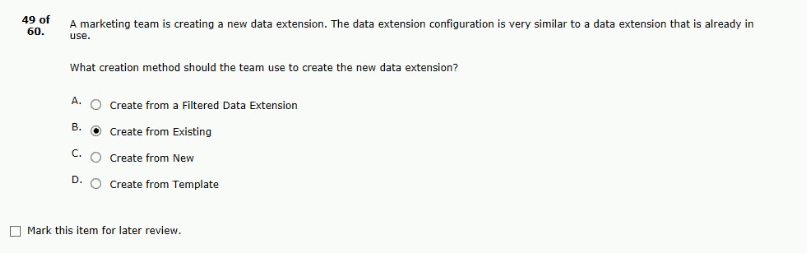 49 of
60.
A marketing team is creating a new data extension. The data extension configuration is very similar to a data extension that is already in
use.
What creation method should the team use to create the new data extension?
A. Create from a Filtered Data Extension
B. Create from Existing
C. Create from New
D. Create from Template
Mark this item for later review.